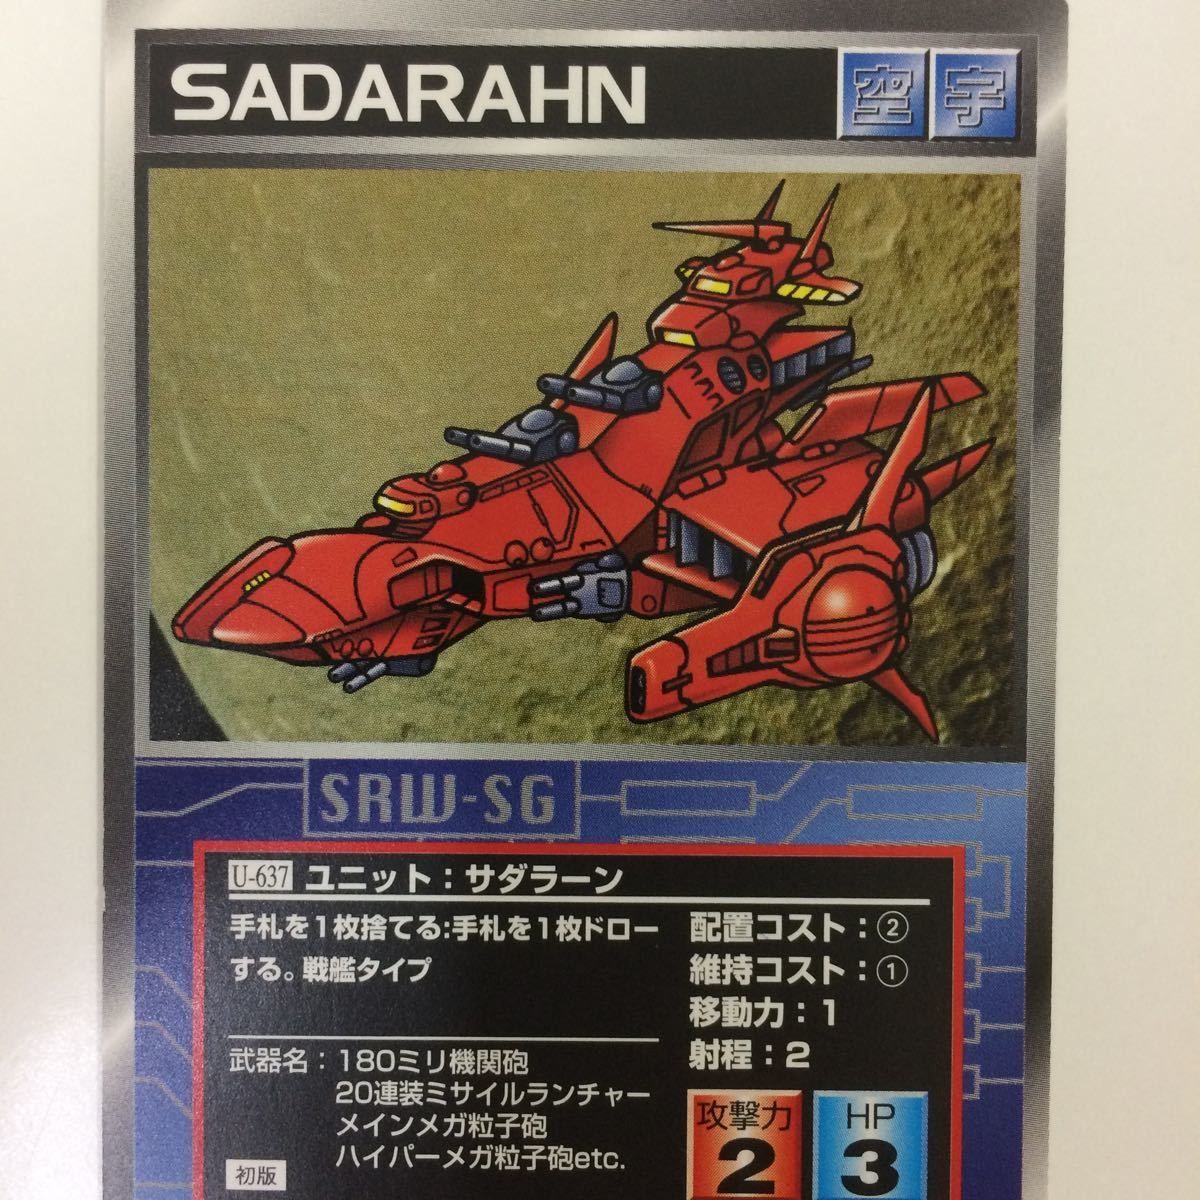 SADARAHN 空 宇
SRW-SG
U-637 ユニット：サダラーン
手札を1枚捨てる:手札を1枚ドロー
する。戦艦タイプ
配置コスト：②
維持コスト：①
移動力：1
射程：2
武器名：180ミリ機関砲
20連装ミサイルランチャー
メインメガ粒子砲
ハイパーメガ粒子砲etc.
初版
攻撃力
2
HP
3